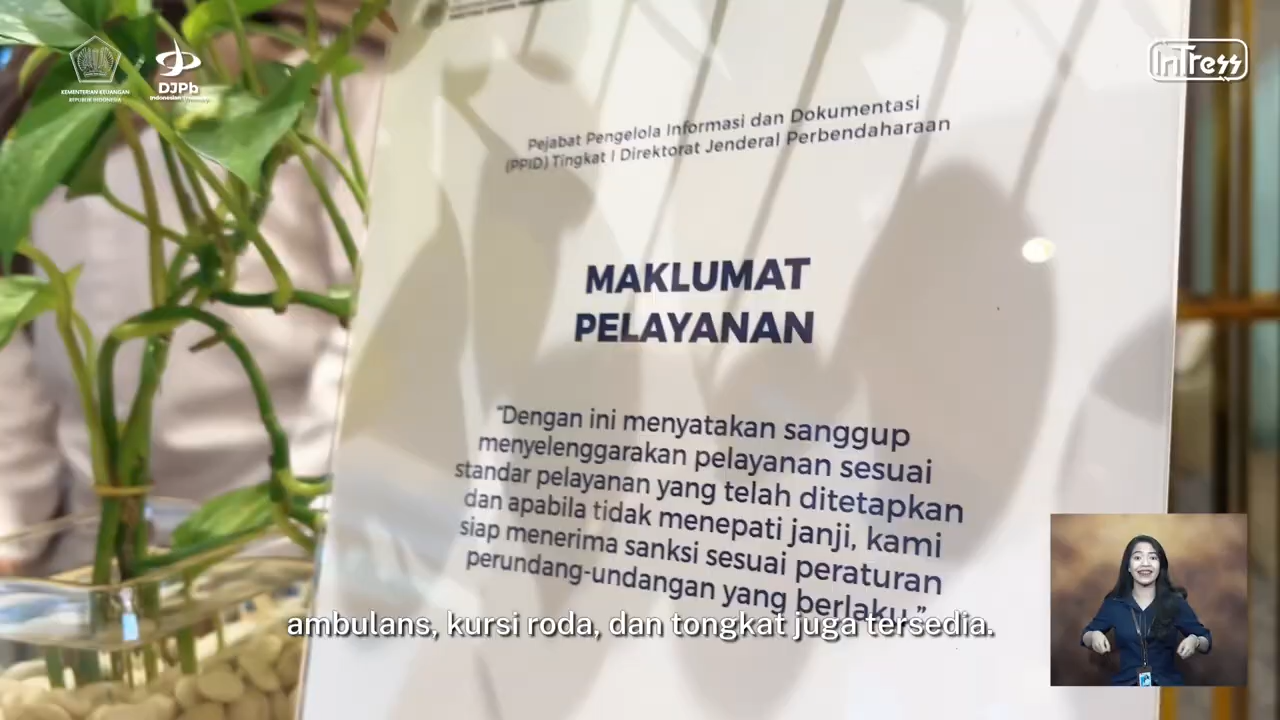 KEMENTERIAN KEUANGAN
REPUBLIK INDONESIA
DJPb
Indonesian Treasury
InTress
Pejabat Pengelola Informasi dan Dokumentasi
(PPID) Tingkat I Direktorat Jenderal Perbendaharaan
MAKLUMAT
PELAYANAN
"Dengan ini menyatakan sanggup
menyelenggarakan pelayanan sesuai
standar pelayanan yang telah ditetapkan
dan apabila tidak menepati janji, kami
siap menerima sanksi sesuai peraturan
perundang-undangan yang berlaku."
ambulans, kursi roda, dan tongkat juga tersedia.